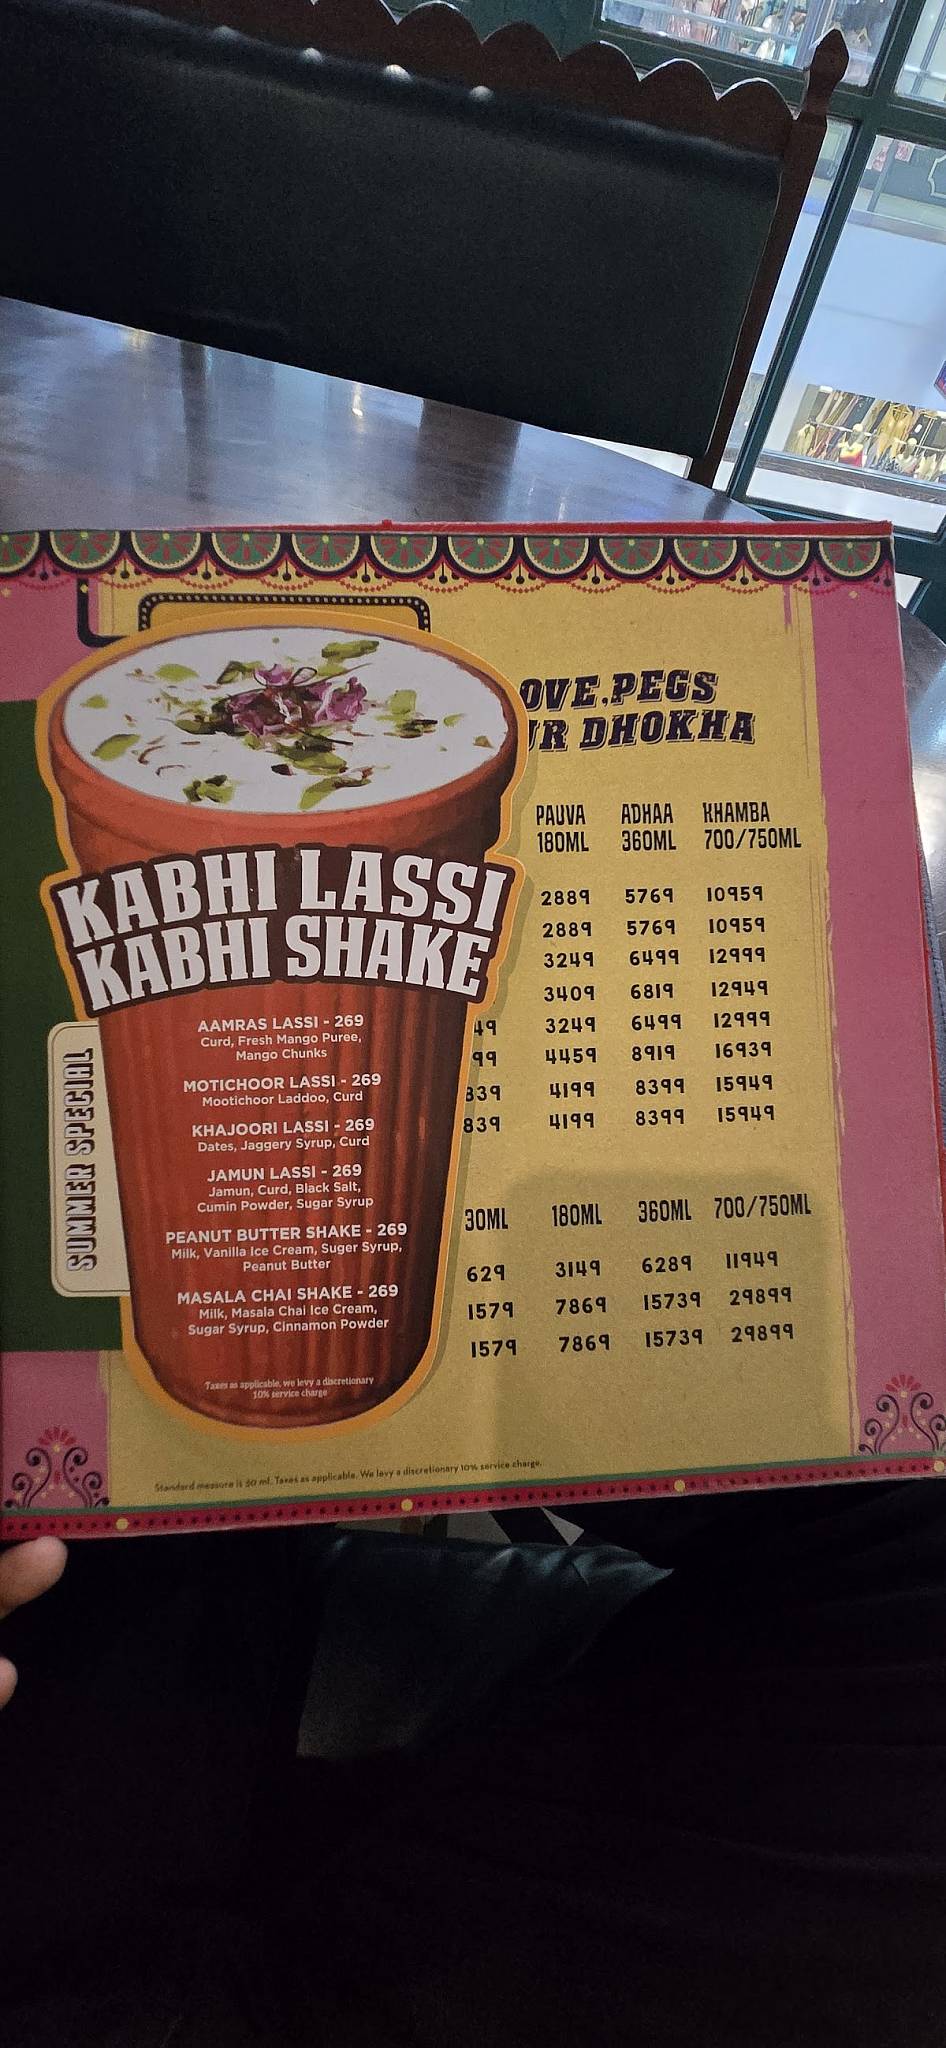 KABHI LASSI
KABHI SHAKE
SUMMER SPECIAL
AAMRAS LASSI - 269
Curd, Fresh Mango Puree,
Mango Chunks
MOTICHOOR LASSI - 269
Mootichoor Laddoo, Curd
KHAJOORI LASSI - 269
Dates, Jaggery Syrup, Curd
JAMUN LASSI - 269
Jamun, Curd, Black Salt,
Cumin Powder, Sugar Syrup
PEANUT BUTTER SHAKE - 269
Milk, Vanilla Ice Cream, Suger Syrup,
Peanut Butter
MASALA CHAI SHAKE - 269
Milk, Masala Chai Ice Cream,
Sugar Syrup, Cinnamon Powder
Taxes as applicable, we levy a discretionary
10% service charge
OVE, PEGS
UR DHOKHA
PAUVA ADHAA KHAMBA
180ML 360ML 700/750ML
2889 5769 10959
2889 5769 10959
3249 6499 12999
3409 6819 12949
49 3249 6499 12999
99 4459 8919 16939
839 4199 8399 15949
839 4199 8399 15949
30ML 180ML 360ML 700/750ML
629 3149 6289 11949
1579 7869 15739 29899
1579 7869 15739 29899
Standard measure is 30 ml. Taxes as applicable. We levy a discretionary 10% service charge.